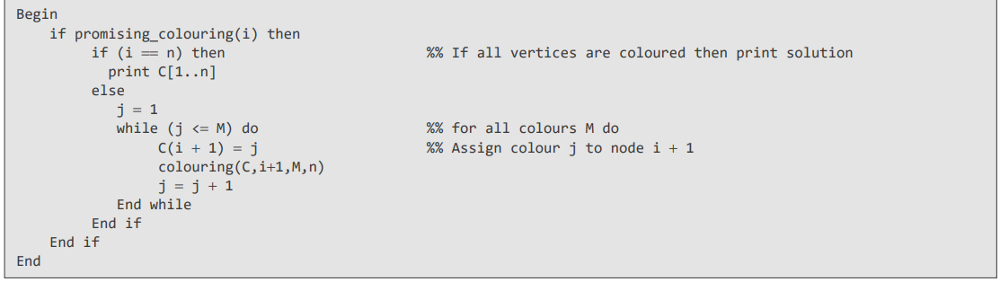 Begin
if promising_colouring(i) then
if (i == n) then %% If all vertices are coloured then print solution
print C[1..n]
else
j = 1
while (j <= M) do %% for all colours M do
C(i + 1) = j %% Assign colour j to node i + 1
colouring(C,i+1,M,n)
j = j + 1
End while
End if
End if
End